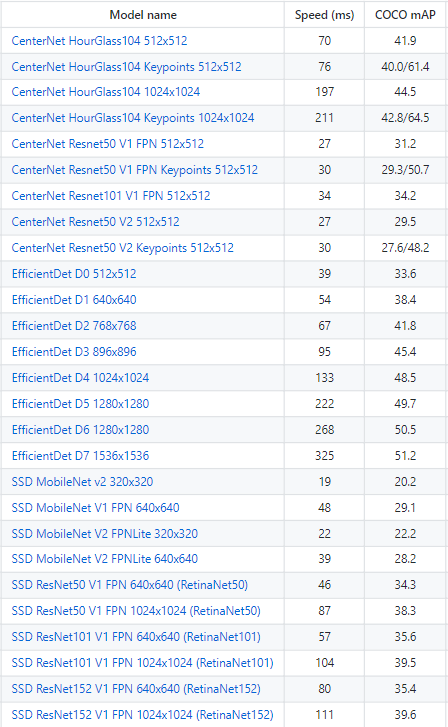 Model name Speed (ms) COCO mAP
CenterNet HourGlass104 512x512 70 41.9
CenterNet HourGlass104 Keypoints 512x512 76 40.0/61.4
CenterNet HourGlass104 1024x1024 197 44.5
CenterNet HourGlass104 Keypoints 1024x1024 211 42.8/64.5
CenterNet Resnet50 V1 FPN 512x512 27 31.2
CenterNet Resnet50 V1 FPN Keypoints 512x512 30 29.3/50.7
CenterNet Resnet101 V1 FPN 512x512 34 34.2
CenterNet Resnet50 V2 512x512 27 29.5
CenterNet Resnet50 V2 Keypoints 512x512 30 27.6/48.2
EfficientDet D0 512x512 39 33.6
EfficientDet D1 640x640 54 38.4
EfficientDet D2 768x768 67 41.8
EfficientDet D3 896x896 95 45.4
EfficientDet D4 1024x1024 133 48.5
EfficientDet D5 1280x1280 222 49.7
EfficientDet D6 1280x1280 268 50.5
EfficientDet D7 1536x1536 325 51.2
SSD MobileNet v2 320x320 19 20.2
SSD MobileNet V1 FPN 640x640 48 29.1
SSD MobileNet V2 FPNLite 320x320 22 22.2
SSD MobileNet V2 FPNLite 640x640 39 28.2
SSD ResNet50 V1 FPN 640x640 (RetinaNet50) 46 34.3
SSD ResNet50 V1 FPN 1024x1024 (RetinaNet50) 87 38.3
SSD ResNet101 V1 FPN 640x640 (RetinaNet101) 57 35.6
SSD ResNet101 V1 FPN 1024x1024 (RetinaNet101) 104 39.5
SSD ResNet152 V1 FPN 640x640 (RetinaNet152) 80 35.4
SSD ResNet152 V1 FPN 1024x1024 (RetinaNet152) 111 39.6